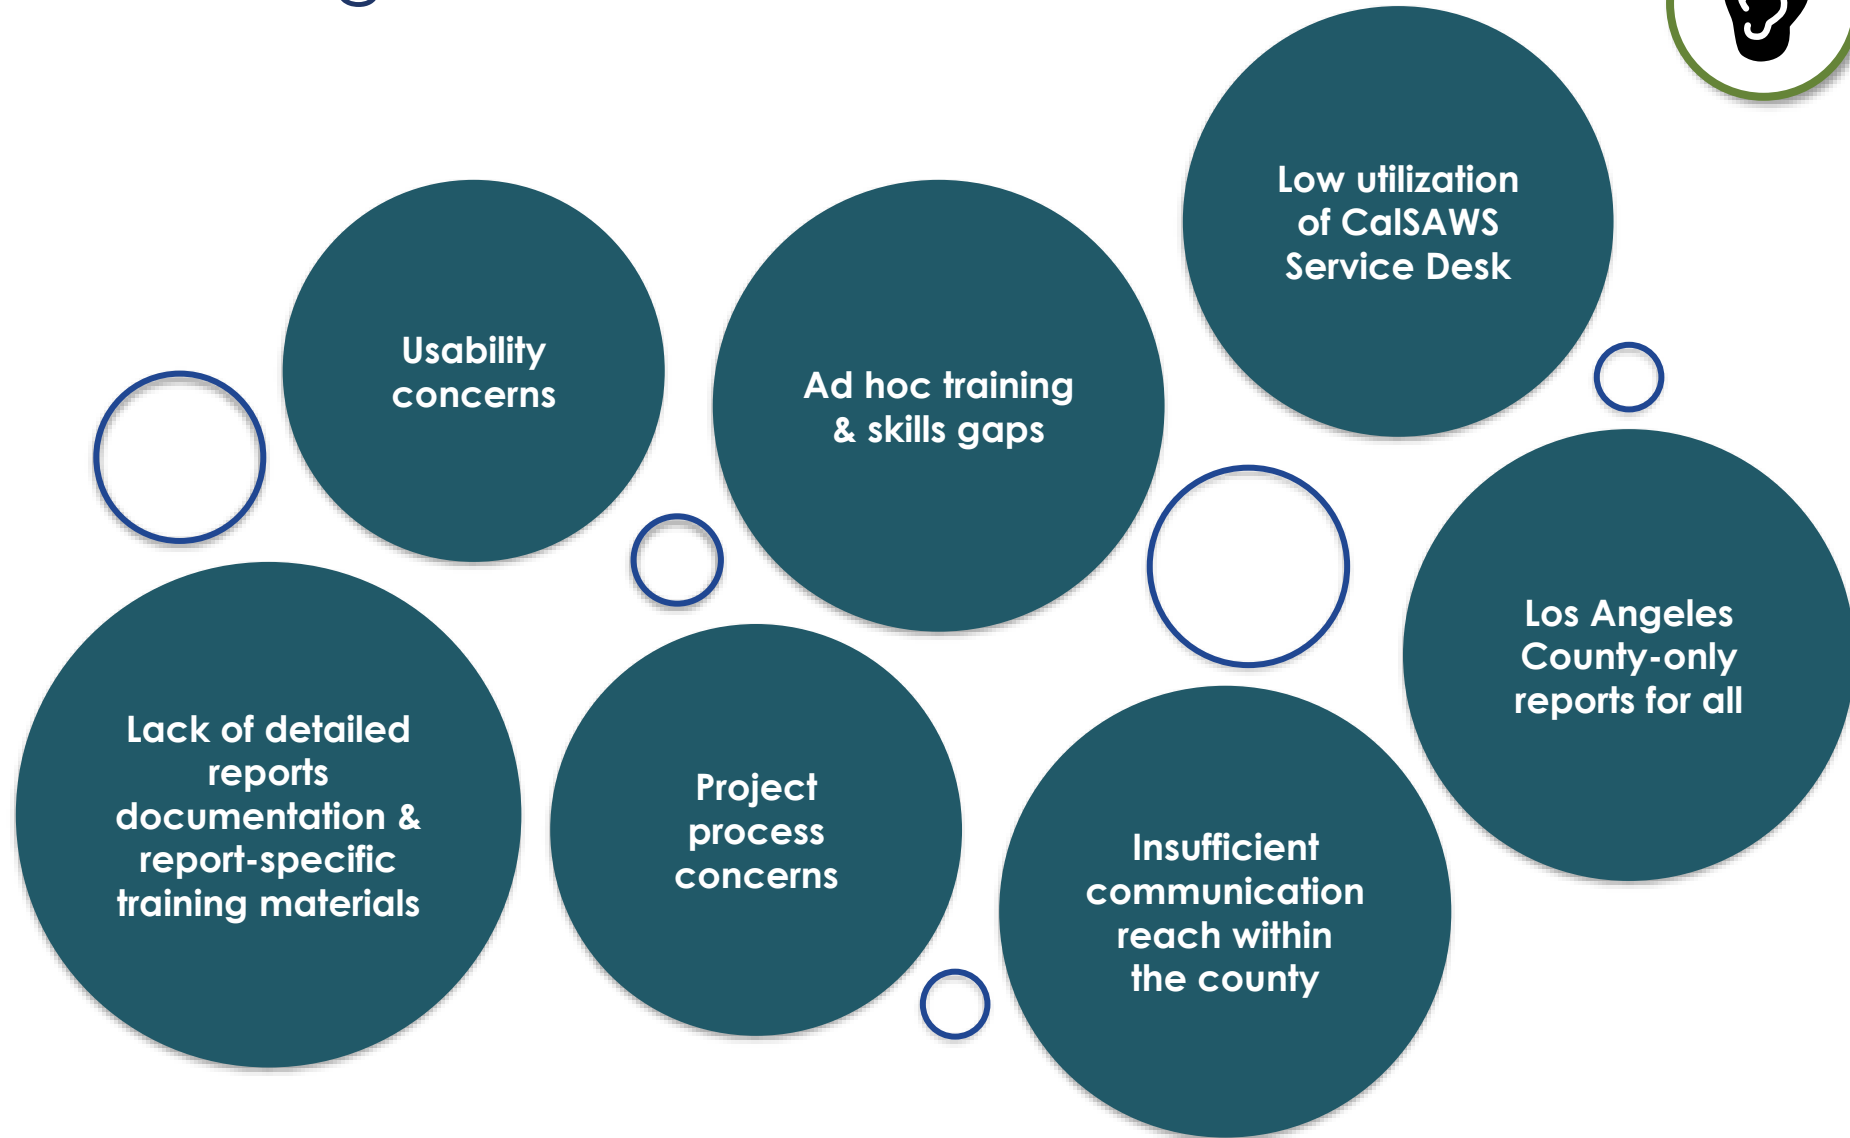 Low utilization
of CalSAWS
Service Desk
Usability
concerns
Ad hoc training
& skills gaps
Los Angeles
County-only
reports for all
Lack of detailed
reports
documentation &
report-specific
training materials
Project
process
concerns
Insufficient
communication
reach within
the county